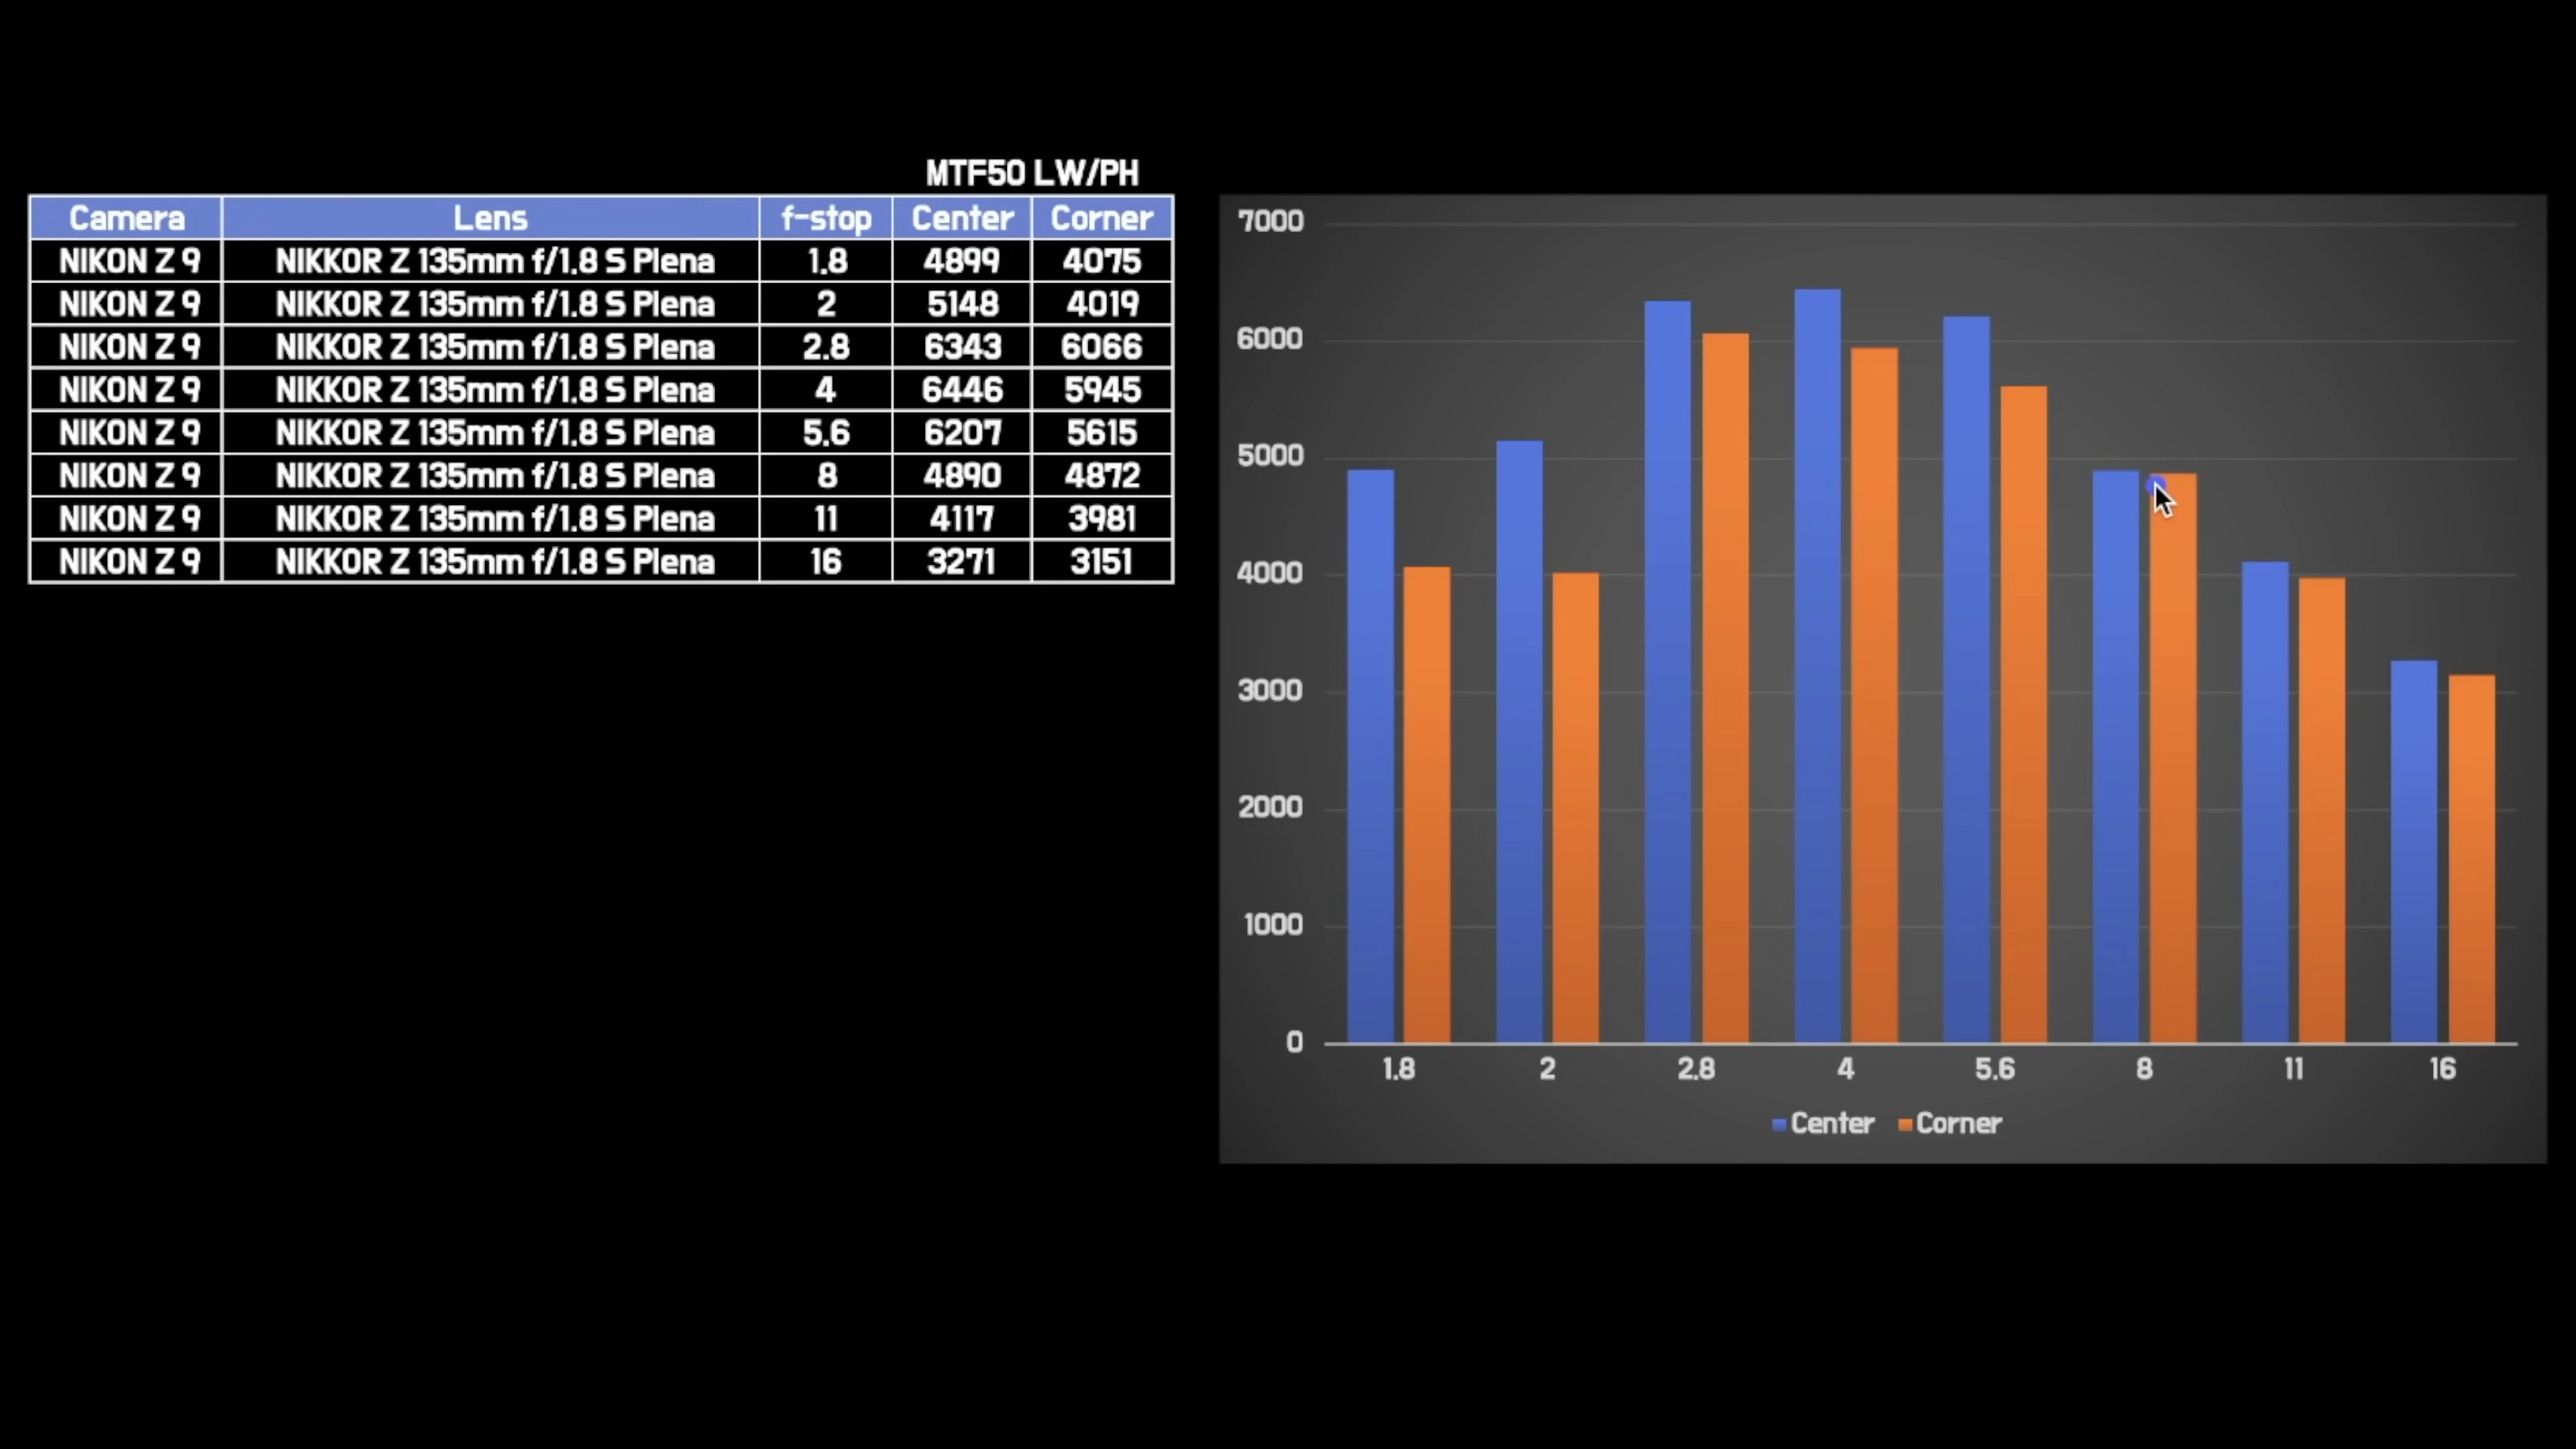 MTF50 LW/PH
Camera Lens f-stop Center Corner
NIKON Z 9 NIKKOR Z 135mm f/1.8 S Plena 1.8 4899 4075
NIKON Z 9 NIKKOR Z 135mm f/1.8 S Plena 2 5148 4019
NIKON Z 9 NIKKOR Z 135mm f/1.8 S Plena 2.8 6343 6066
NIKON Z 9 NIKKOR Z 135mm f/1.8 S Plena 4 6446 5945
NIKON Z 9 NIKKOR Z 135mm f/1.8 S Plena 5.6 6207 5615
NIKON Z 9 NIKKOR Z 135mm f/1.8 S Plena 8 4890 4872
NIKON Z 9 NIKKOR Z 135mm f/1.8 S Plena 11 4117 3981
NIKON Z 9 NIKKOR Z 135mm f/1.8 S Plena 16 3271 3151
7000
6000
5000
4000
3000
2000
1000
0
1.8 2 2.8 4 5.6 8 11 16
Center Corner